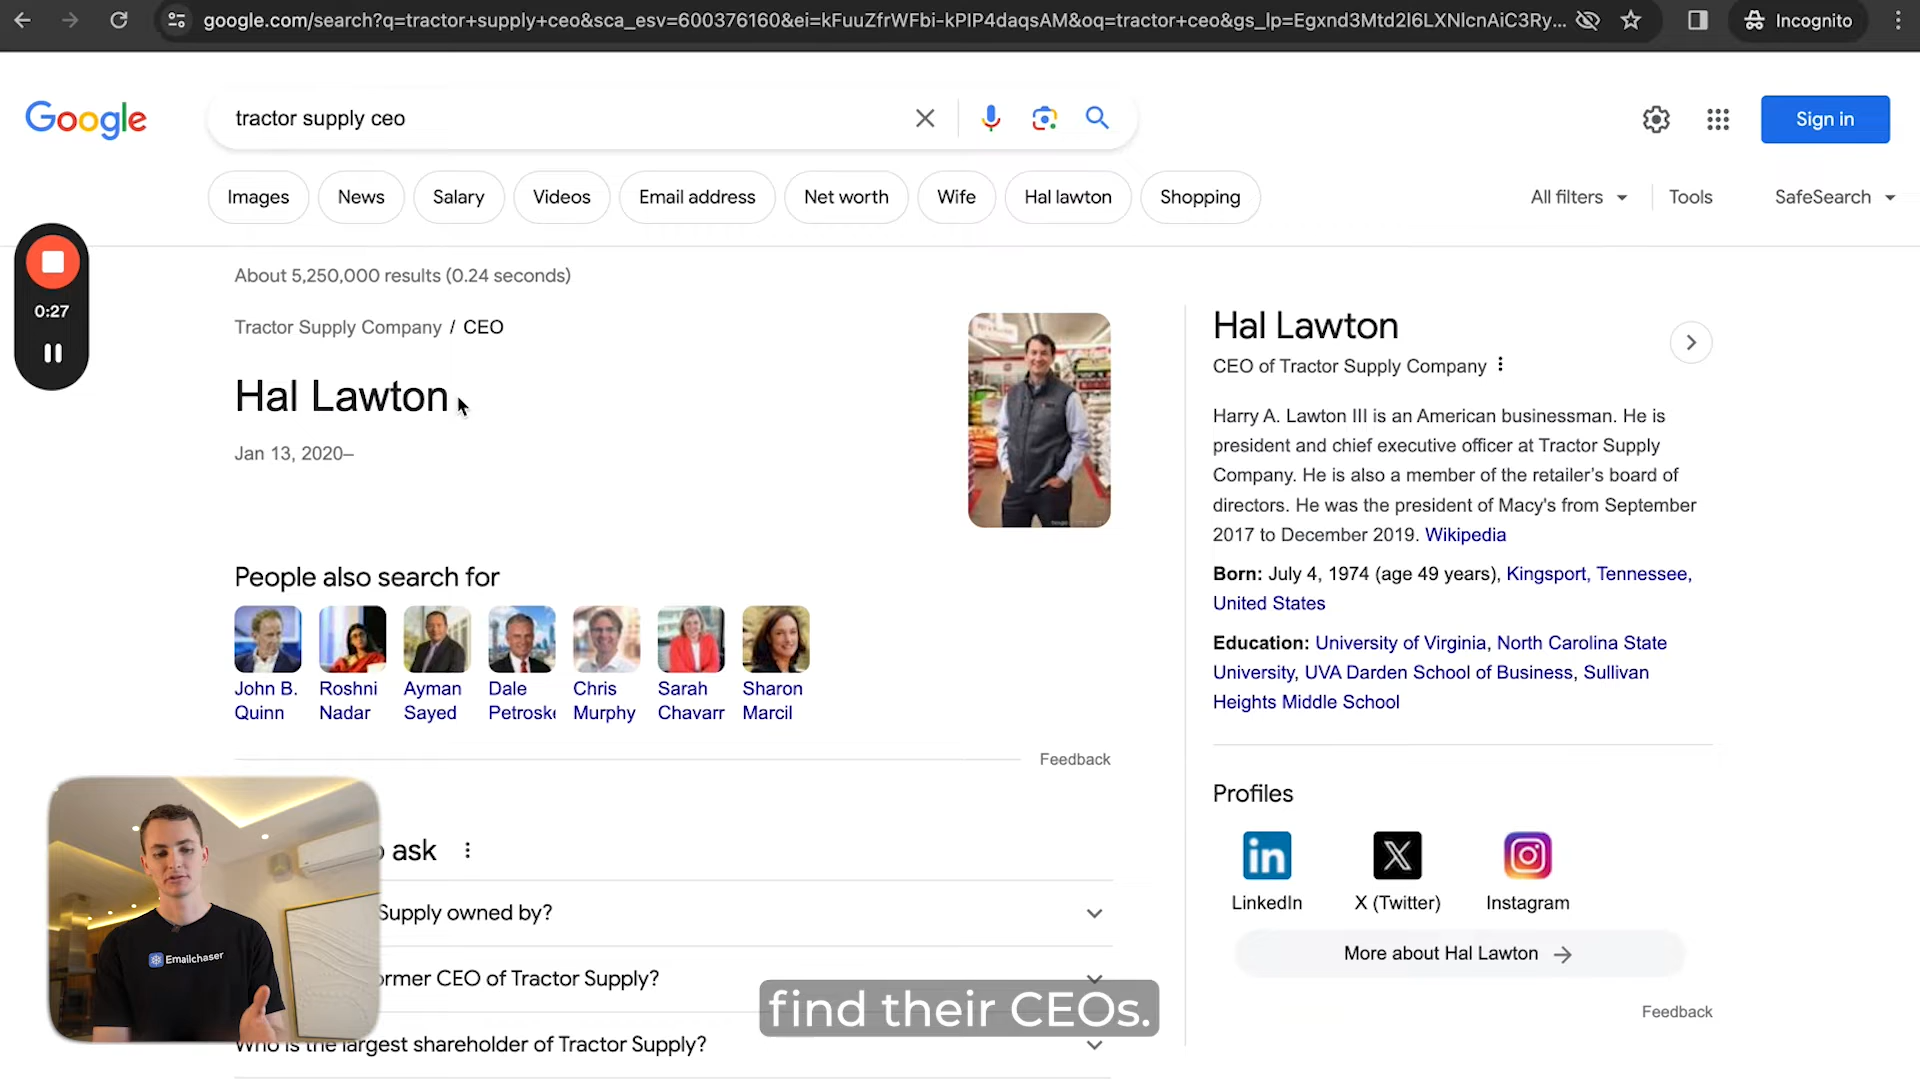 google.com/search?q=tractor+supply+ceo&sca_esv=600376160&ei=kFuuZfrWFbi-kPIP4daqsAM&oq=tractor+ceo&gs_lp=Egxnd3Mtd2l6LXNlcnAiC3Ry...
Incognito
Google
tractor supply ceo
Sign in
Images
News
Salary
Videos
Email address
Net worth
Wife
Hal lawton
Shopping
All filters
Tools
SafeSearch
0:27
About 5,250,000 results (0.24 seconds)
Tractor Supply Company / CEO
Hal Lawton
Jan 13, 2020–
People also search for
John B. Quinn
Roshni Nadar
Ayman Sayed
Dale Petroske
Chris Murphy
Sarah Chavarr
Sharon Marcil
Feedback
ask
Supply owned by?
ormer CEO of Tractor Supply?
Who is the largest shareholder of Tractor Supply?
Emailchaser
find their CEOs.
Hal Lawton
CEO of Tractor Supply Company
Harry A. Lawton III is an American businessman. He is
president and chief executive officer at Tractor Supply
Company. He is also a member of the retailer's board of
directors. He was the president of Macy's from September
2017 to December 2019. Wikipedia
Born: July 4, 1974 (age 49 years), Kingsport, Tennessee,
United States
Education: University of Virginia, North Carolina State
University, UVA Darden School of Business, Sullivan
Heights Middle School
Profiles
LinkedIn
X (Twitter)
Instagram
More about Hal Lawton
Feedback